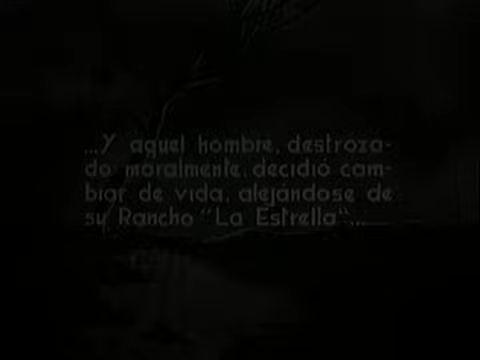 ...Y aquel hombre, destroza-
do moralmente, decidió cam-
biar de vida, alejándose de
su Rancho "La Estrella"...